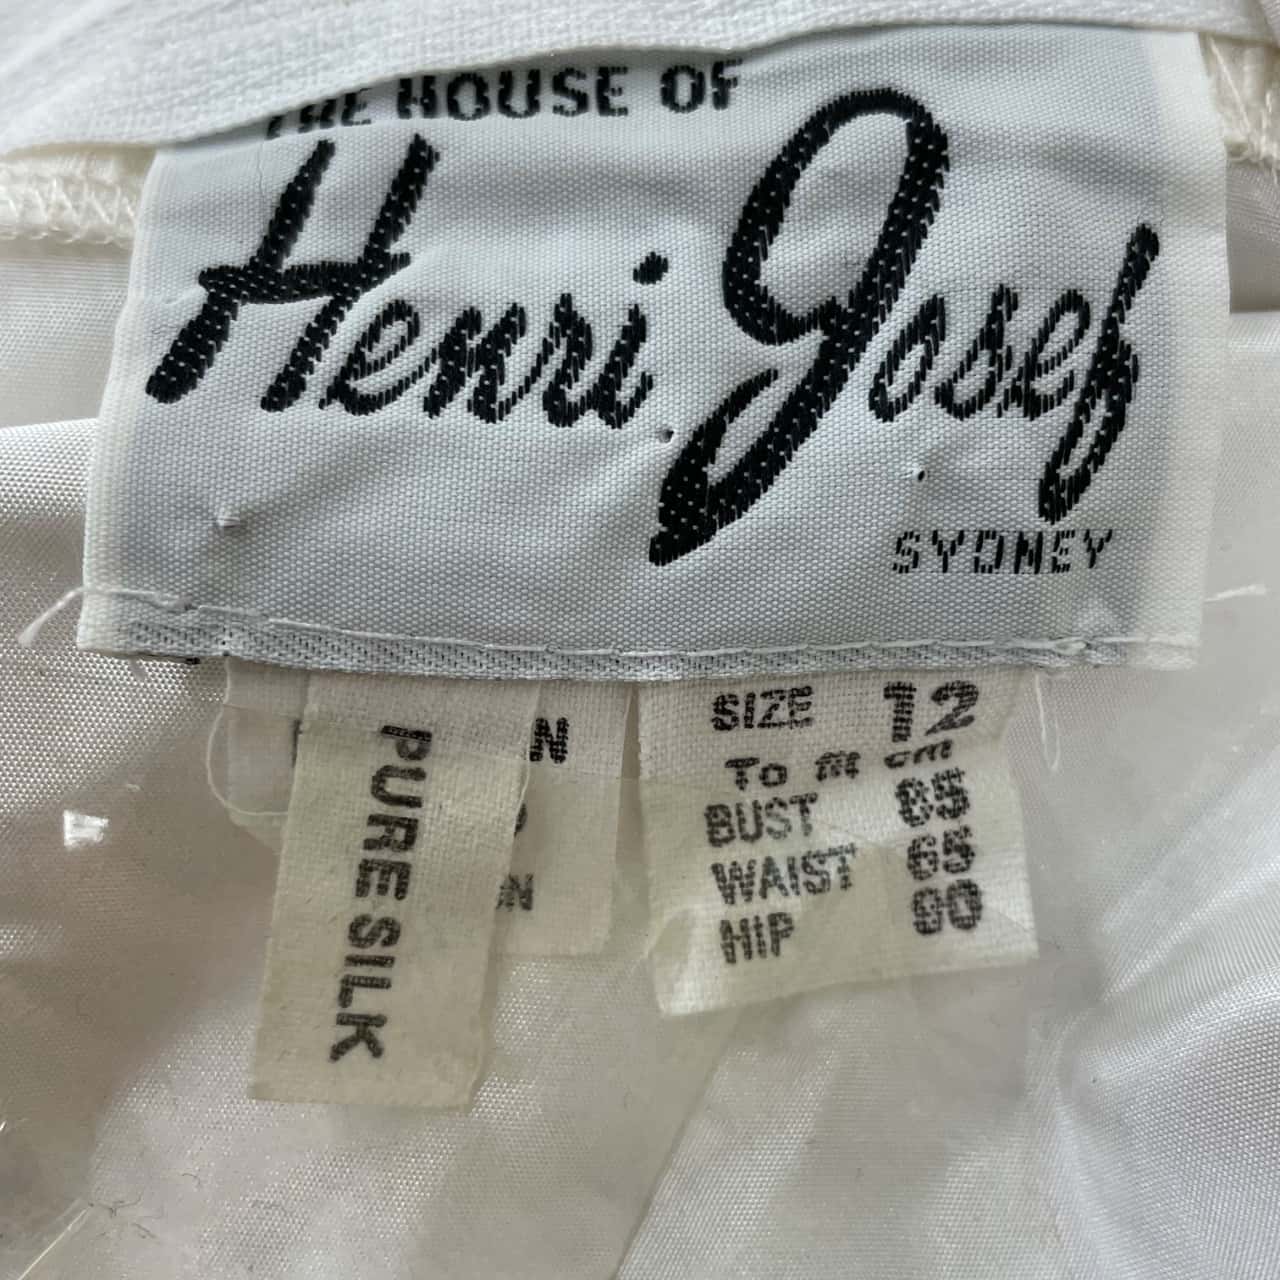 THE HOUSE OF
Henri Josef
SYDNEY
PURE SILK
SIZE 12
To fit cm
BUST 85
WAIST 65
HIP 90